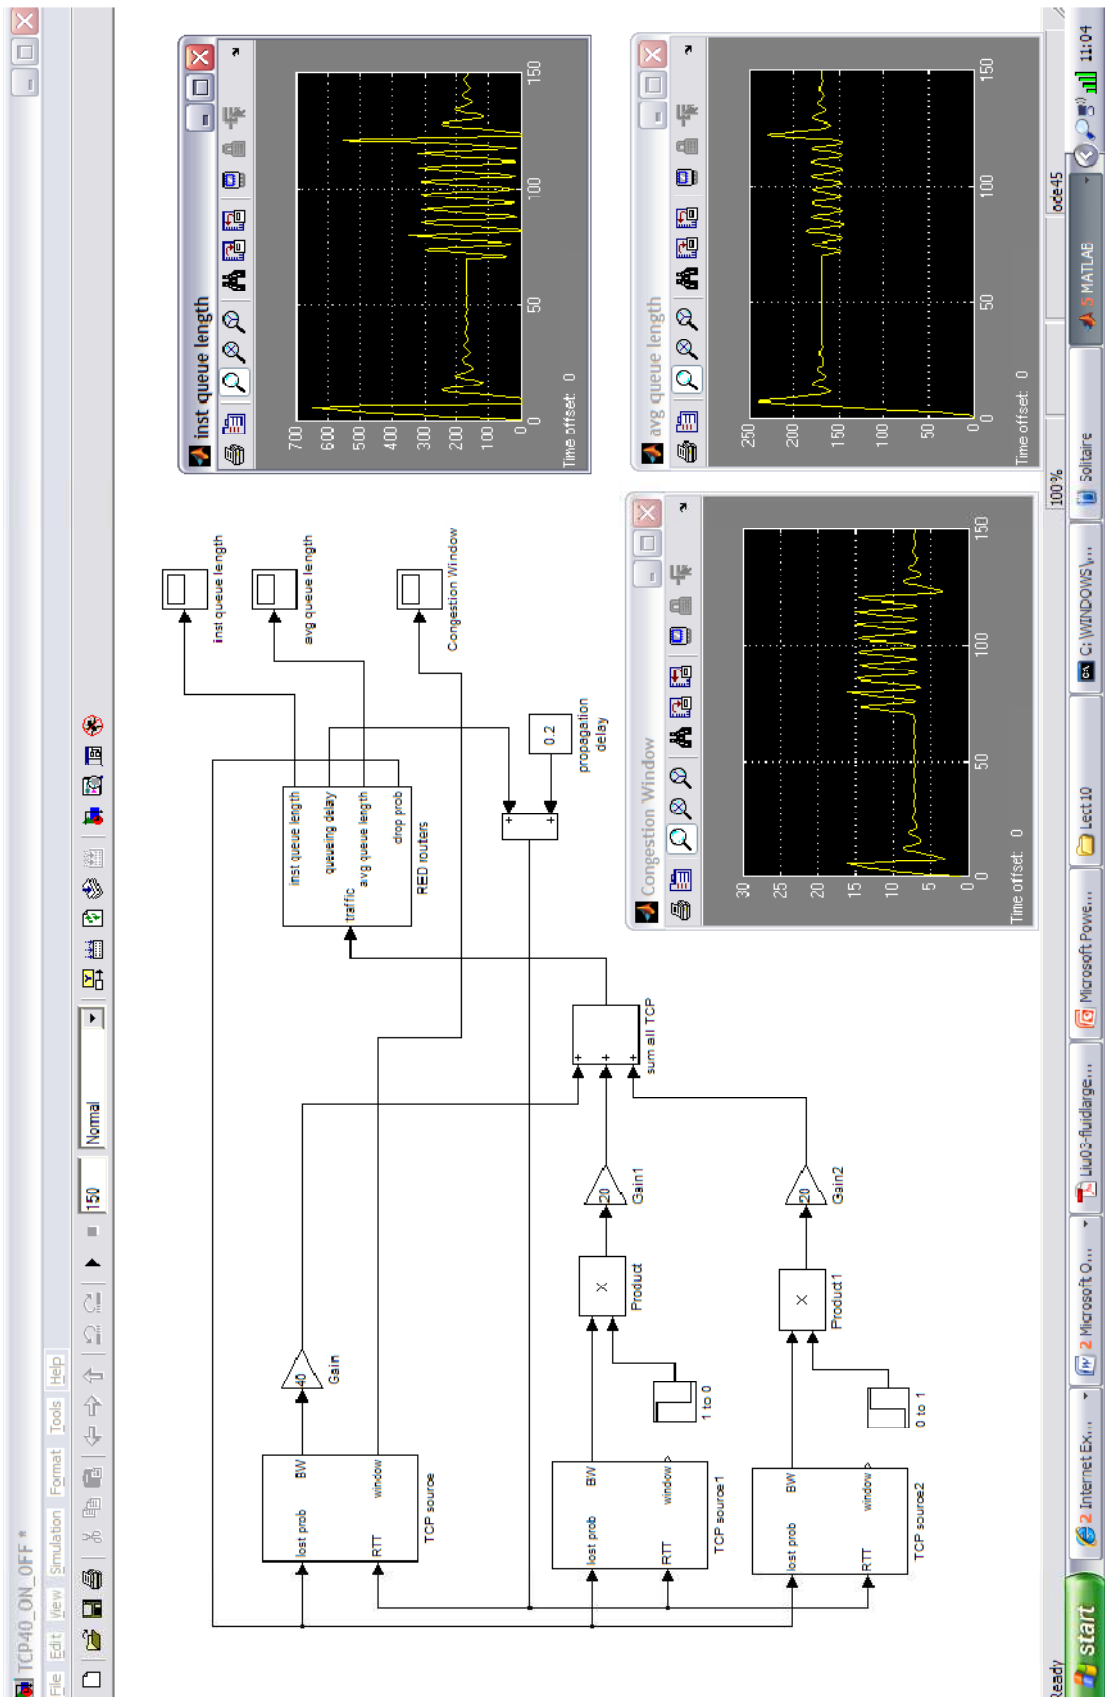 TCP40_ON_OFF *
File Edit View Simulation Format Tools Help
150 Normal
lost prob
BW
RTT
window
TCP source
40
Gain
lost prob
BW
RTT
window
TCP source1
1 to 0
X
Product
20
Gain1
lost prob
BW
RTT
window
TCP source2
0 to 1
X
Product1
20
Gain2
sum all TCP
traffic
inst queue length
queueing delay
avg queue length
drop prob
RED routers
0.2
propagation
delay
inst queue length
avg queue length
Congestion Window
inst queue length
700
600
500
400
300
200
100
0
0 50 100 150
Time offset: 0
Congestion Window
30
25
20
15
10
5
0
0 50 100 150
Time offset: 0
avg queue length
250
200
150
100
50
0
0 50 100 150
Time offset: 0
Ready 100% ode45
start
2 Internet Ex...
2 Microsoft O...
Liu03-fluidlarge...
Microsoft Powe...
Lect 10
C:\WINDOWS\...
Solitaire
5 MATLAB
11:04